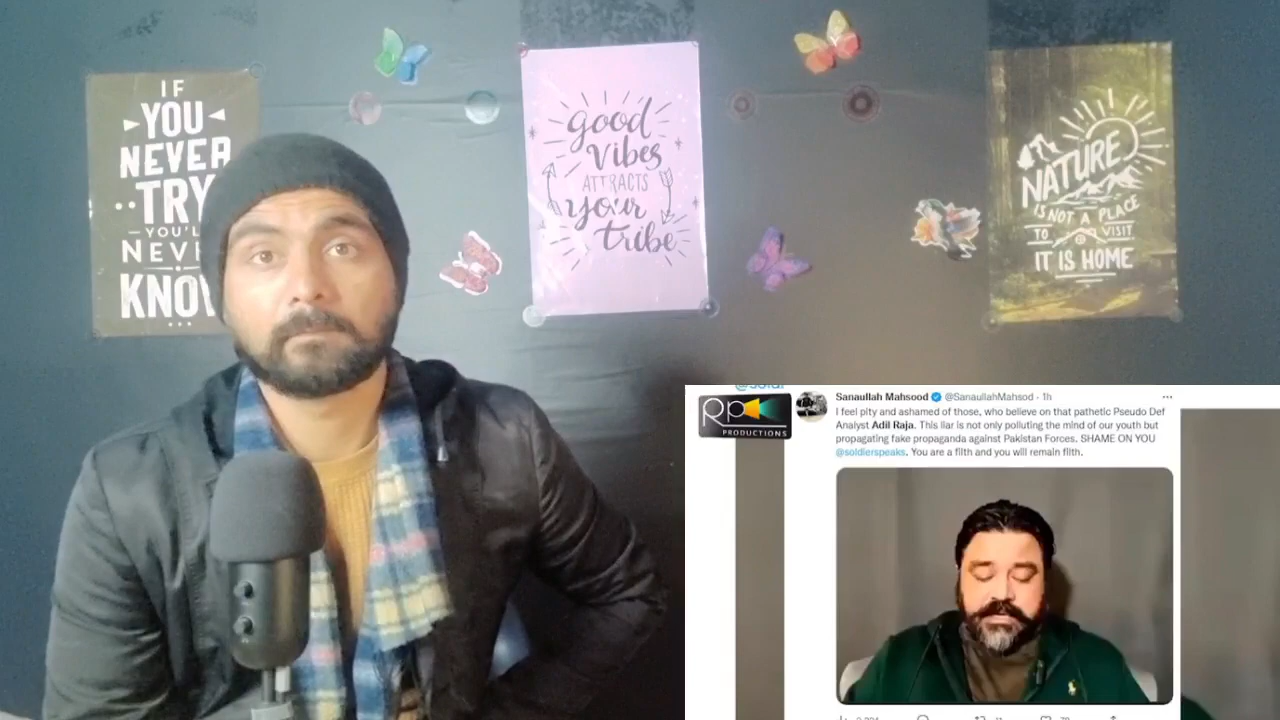 IF
YOU
NEVER
TRY
YOU'L
NEVE
KNOW
...
good
Vibes
ATTRACTS
your
tribe
NATURE
IS NOT A PLACE
TO VISIT
IT IS HOME
RP
PRODUCTIONS
Sanaullah Mahsood @SanaullahMahsod · 1h
I feel pity and ashamed of those, who believe on that pathetic Pseudo Def
Analyst Adil Raja. This liar is not only polluting the mind of our youth but
propagating fake propaganda against Pakistan Forces. SHAME ON YOU
@soldierspeaks. You are a filth and you will remain filth.